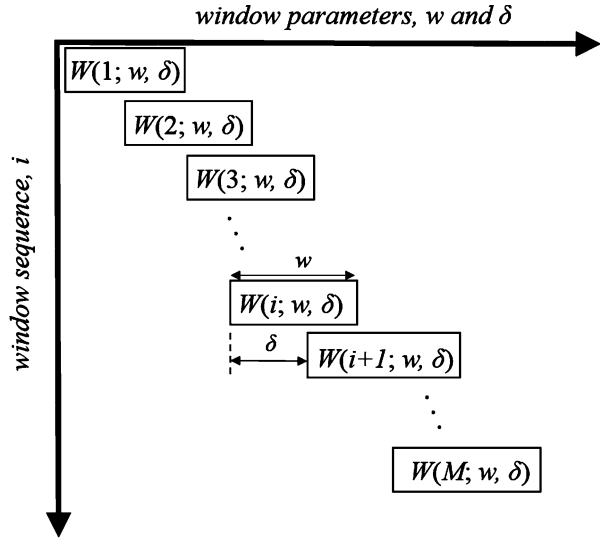 window parameters, w and δ
window sequence, i
W(1; w, δ)
W(2; w, δ)
W(3; w, δ)
w
W(i; w, δ)
δ
W(i+1; w, δ)
W(M; w, δ)